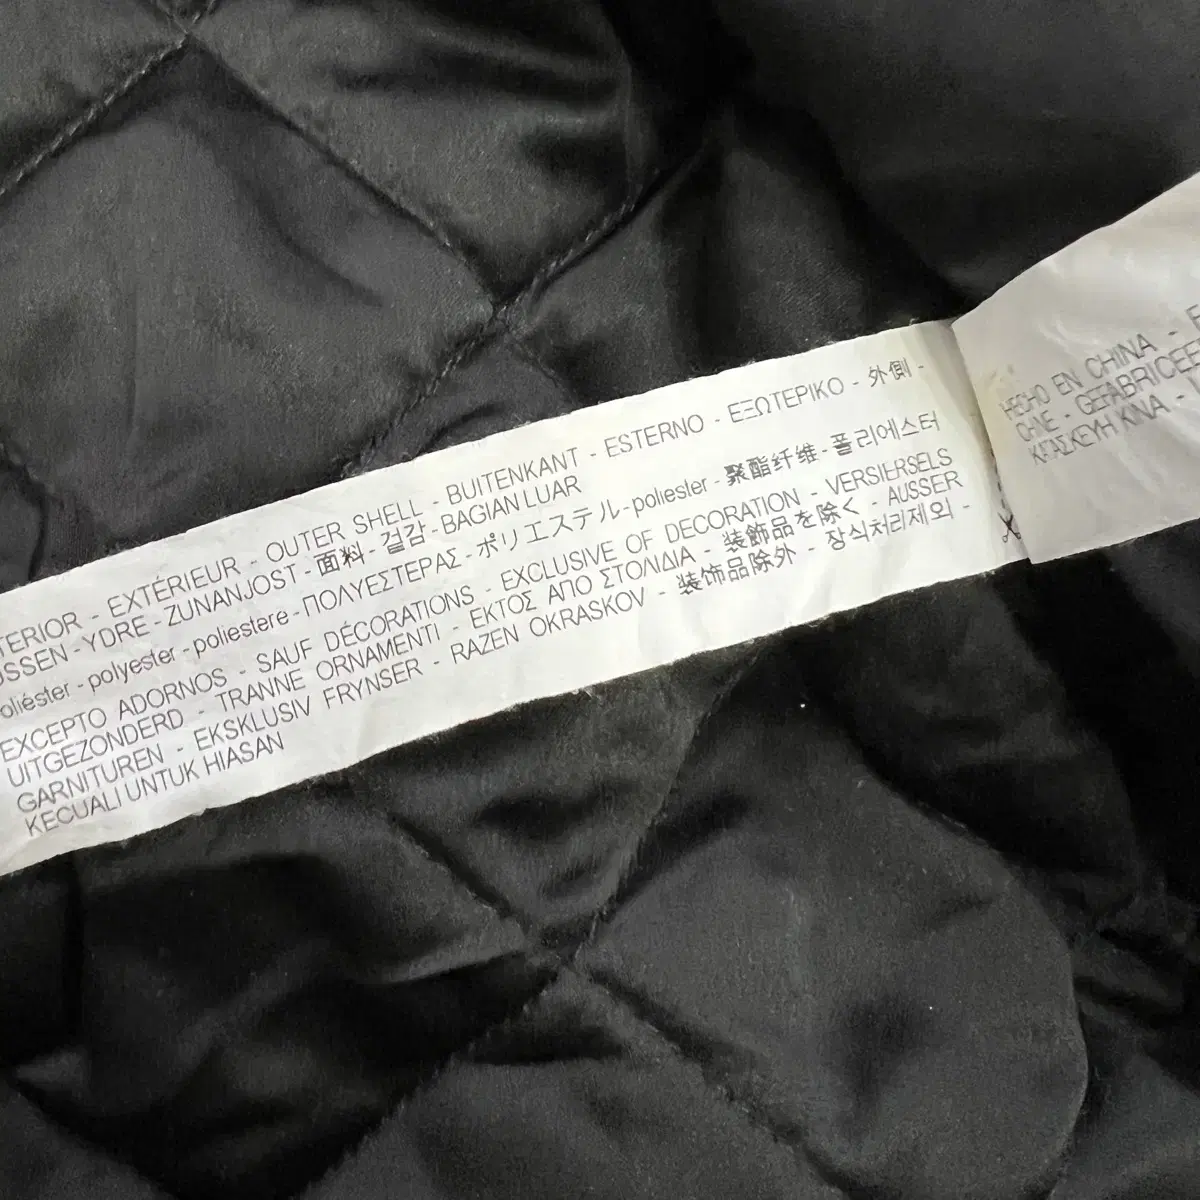 TERIOR - EXTÉRIEUR - OUTER SHELL - BUITENKANT - ESTERNO - ΕΞΩΤΕΡΙΚΟ - 外側 -
USSEN - YDRE - ZUNANJOST - 面料 - 겉감 - BAGIAN LUAR
oliéster - polyester - poliestere - ΠΟΛΥΕΣΤΕΡΑΣ - ポリエステル - poliester - 聚酯纤维 - 폴리에스터
EXCEPTO ADORNOS - SAUF DÉCORATIONS - EXCLUSIVE OF DECORATION - VERSIERSELS
UITGEZONDERD - TRANNE ORNAMENTI - ΕΚΤΟΣ ΑΠΟ ΣΤΟΛΙΔΙΑ - 装飾品を除く - AUSSER
GARNITUREN - EKSKLUSIV FRYNSER - RAZEN OKRASKOV - 装饰品除外 - 장식처리제외 -
KECUALI UNTUK HIASAN
HECHO EN CHINA - F
CHINE - GEFABRICEE
ΚΑΤΑΣΚΕΥΗ ΚΙΝΑ -